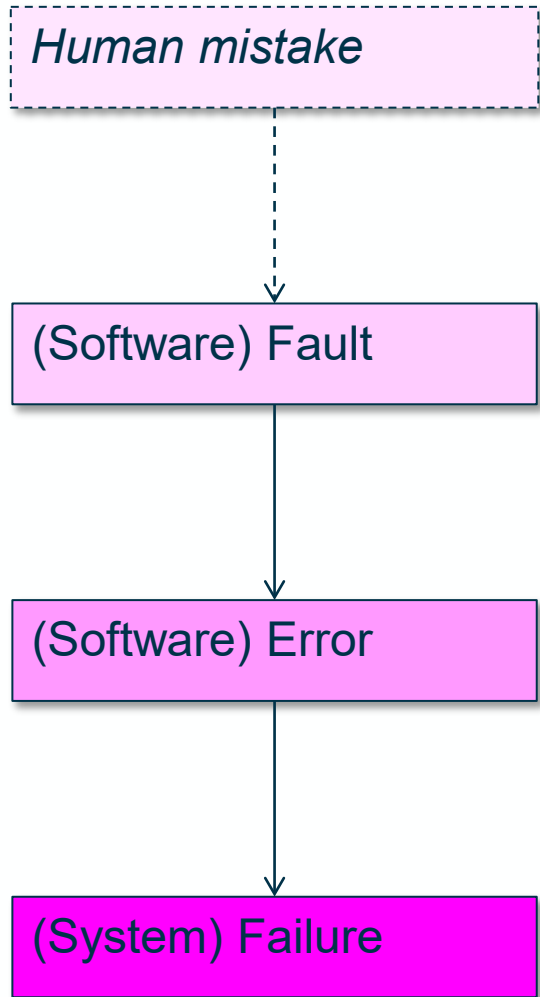 Human mistake
(Software) Fault
(Software) Error
(System) Failure